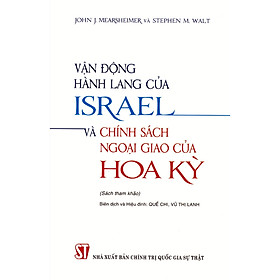 JOHN J. MEARSHEIMER VÀ STEPHEN M. WALT
VẬN ĐỘNG
HÀNH LANG CỦA
ISRAEL
VÀ CHÍNH SÁCH
NGOẠI GIAO CỦA
HOA KỲ
(Sách tham khảo)
Biên dịch và Hiệu đính: QUẾ CHI, VŨ THỊ LANH
ST NHÀ XUẤT BẢN CHÍNH TRỊ QUỐC GIA SỰ THẬT